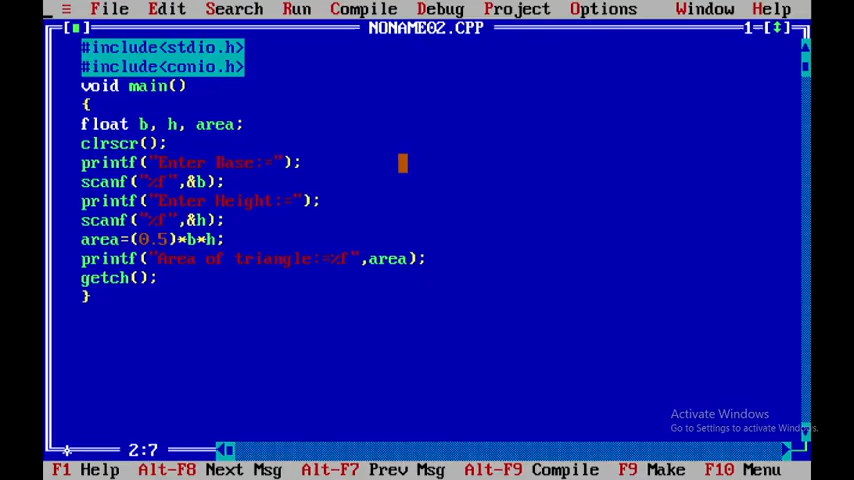 ≡ File Edit Search Run Compile Debug Project Options Window Help
[■] NONAME02.CPP 1=[↕]
#include<stdio.h>
#include<conio.h>
void main()
{
float b, h, area;
clrscr();
printf("Enter Base:=");
scanf("%f",&b);
printf("Enter Height:=");
scanf("%f",&h);
area=(0.5)*b*h;
printf("Area of triangle:=%f",area);
getch();
}
Activate Windows
Go to Settings to activate Windows.
2:7
F1 Help Alt-F8 Next Msg Alt-F7 Prev Msg Alt-F9 Compile F9 Make F10 Menu